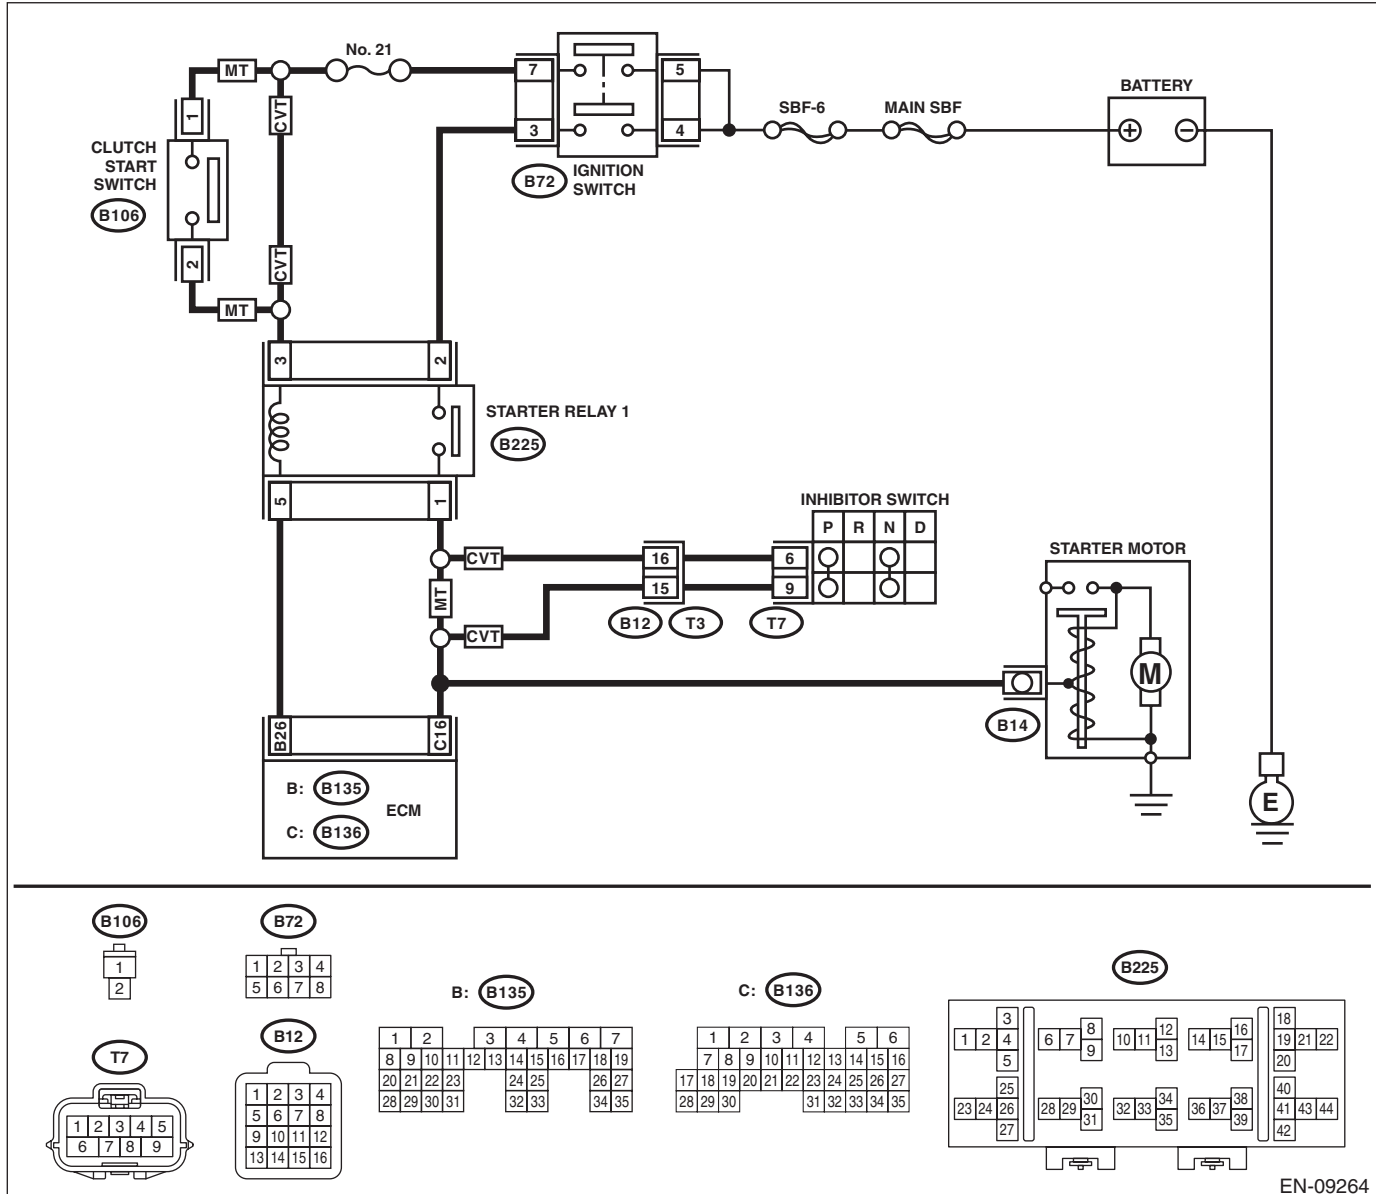 No. 21
MT
7
5
BATTERY
SBF-6
MAIN SBF
1
CVT
3
4
CLUTCH
START
SWITCH
B106
B72
IGNITION
SWITCH
2
CVT
MT
3
2
STARTER RELAY 1
B225
5
1
INHIBITOR SWITCH
P R N D
CVT
16
6
STARTER MOTOR
MT
15
9
B12
T3
T7
CVT
M
B14
B26
C16
B: B135
ECM
C: B136
E
B106
1
2
B72
1 2 3 4
5 6 7 8
T7
1 2 3 4 5
6 7 8 9
B12
1 2 3 4
5 6 7 8
9 10 11 12
13 14 15 16
B: B135
1 2 3 4 5 6 7
8 9 10 11 12 13 14 15 16 17 18 19
20 21 22 23 24 25 26 27
28 29 30 31 32 33 34 35
C: B136
1 2 3 4 5 6
7 8 9 10 11 12 13 14 15 16
17 18 19 20 21 22 23 24 25 26 27
28 29 30 31 32 33 34 35
B225
3 18
8 12 16
1 2 4 6 7 10 11 14 15 19 21 22
9 13 17
5 20
25 40
30 34 38
23 24 26 28 29 32 33 36 37 41 43 44
31 35 39
27 42
EN-09264